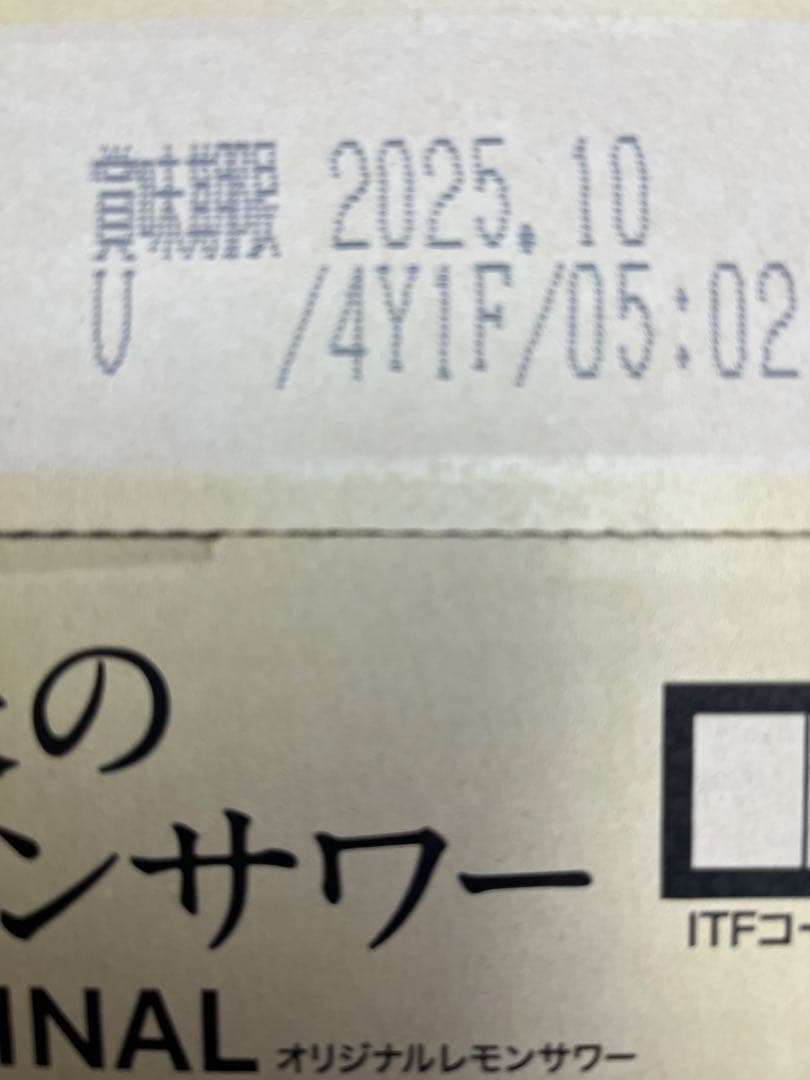 賞味期限 2025.10
U /4Y1F/05:02
の
ンサワー
INAL オリジナルレモンサワー
ITFコー